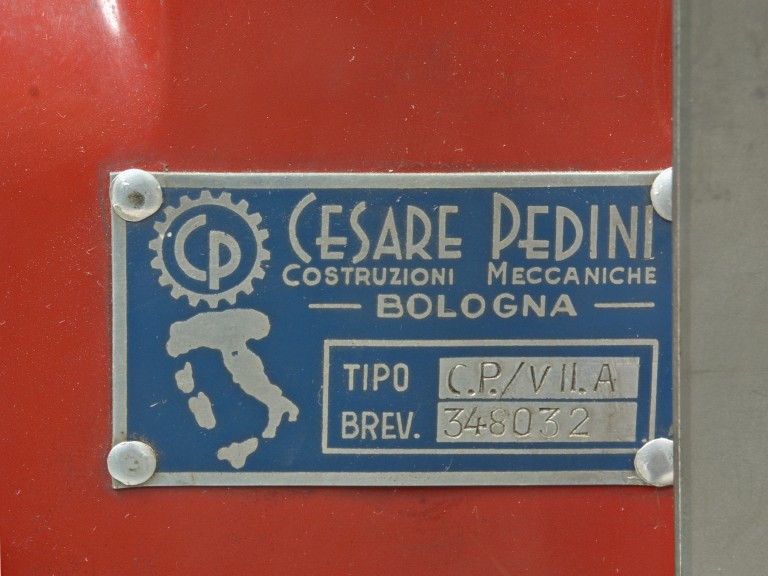 CP
CESARE PEDINI
COSTRUZIONI MECCANICHE
— BOLOGNA —
TIPO C.P./VII.A
BREV. 348032